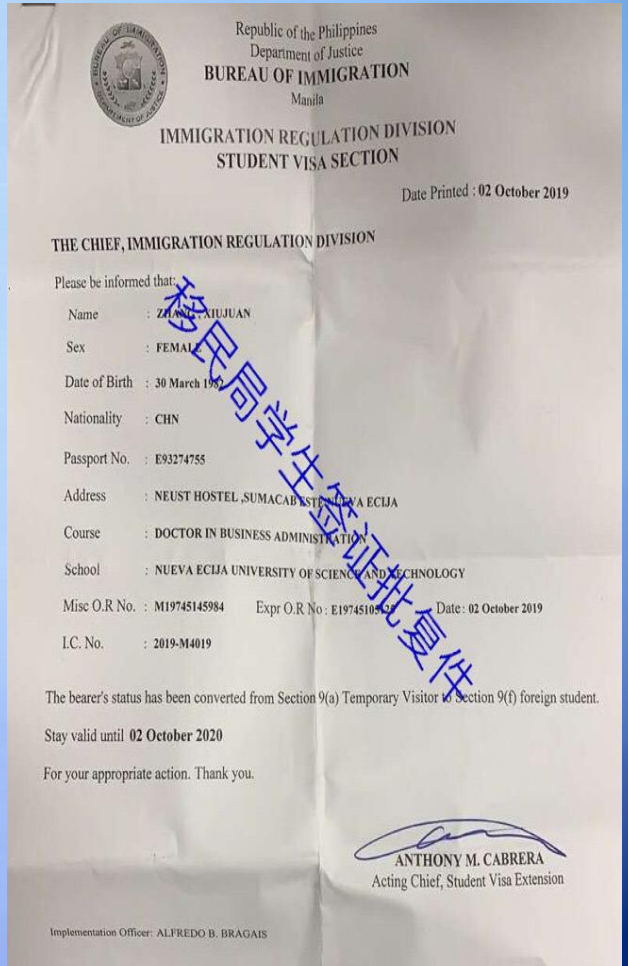 Republic of the Philippines
Department of Justice
BUREAU OF IMMIGRATION
Manila
IMMIGRATION REGULATION DIVISION
STUDENT VISA SECTION
Date Printed : 02 October 2019
THE CHIEF, IMMIGRATION REGULATION DIVISION
Please be informed that:
Name : ZHANG, XIUJUAN
Sex : FEMALE
Date of Birth : 30 March 1982
Nationality : CHN
Passport No. : E93274755
Address : NEUST HOSTEL ,SUMACAB ESTE NUEVA ECIJA
Course : DOCTOR IN BUSINESS ADMINISTRATION
School : NUEVA ECIJA UNIVERSITY OF SCIENCE AND TECHNOLOGY
Misc O.R No. : M19745145984 Expr O.R No : Date : 02 October 2019
I.C. No. : 2019-M4019
The bearer's status has been converted from Section 9(a) Temporary Visitor to Section 9(f) foreign student.
Stay valid until 02 October 2020
For your appropriate action. Thank you.
ANTHONY M. CABRERA
Acting Chief, Student Visa Extension
Implementation Officer: ALFREDO B. BRAGAIS
移民局学生签证批复件